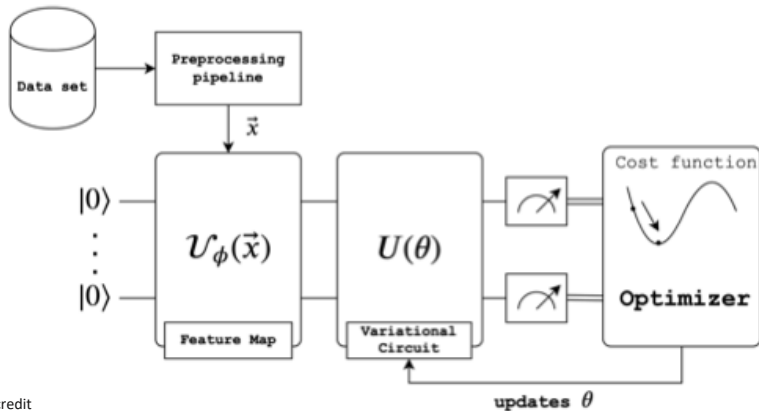 Data set
Preprocessing
pipeline
x⃗
|0⟩
|0⟩
𝒰ϕ(x⃗)
U(θ)
Feature Map
Variational
Circuit
Cost function
Optimizer
updates θ